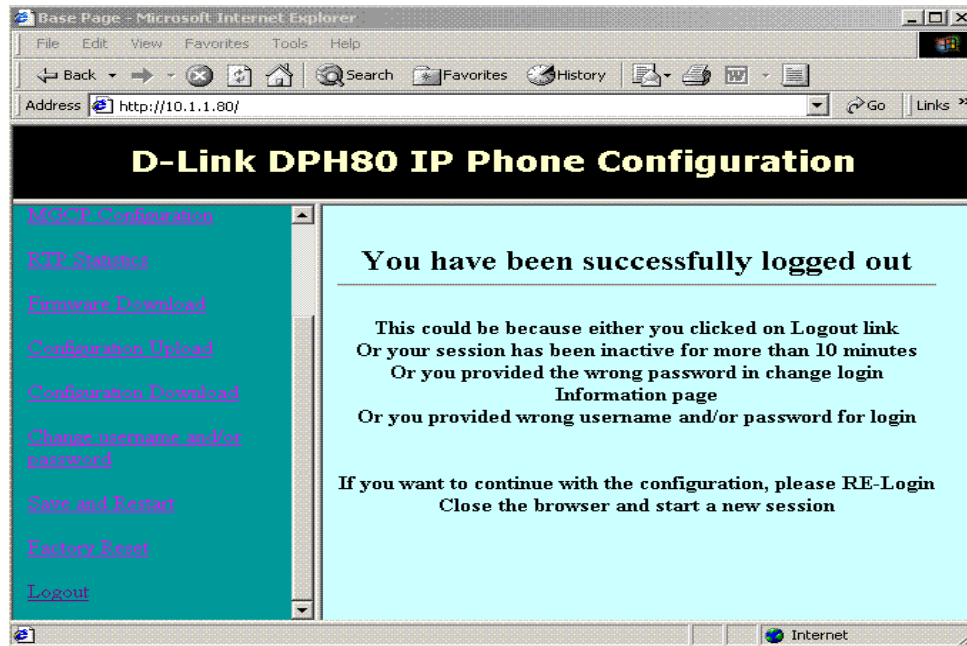 Base Page - Microsoft Internet Explorer
File Edit View Favorites Tools Help
Back Search Favorites History
Address http://10.1.1.80/ Go Links »
D-Link DPH80 IP Phone Configuration
MGCP Configuration
RTP Statistics
Firmware Download
Configuration Upload
Configuration Download
Change username and/or
password
Save and Restart
Factory Reset
Logout
You have been successfully logged out
This could be because either you clicked on Logout link
Or your session has been inactive for more than 10 minutes
Or you provided the wrong password in change login
Information page
Or you provided wrong username and/or password for login
If you want to continue with the configuration, please RE-Login
Close the browser and start a new session
Internet